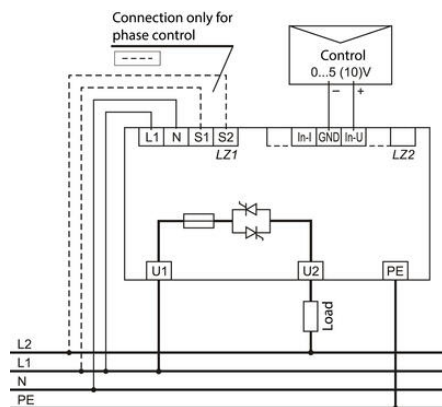 Connection only for
phase control
Control
0...5 (10)V
– +
L1 N S1 S2
LZ1
In-I GND In-U
LZ2
U1 U2 PE
Load
L2
L1
N
PE